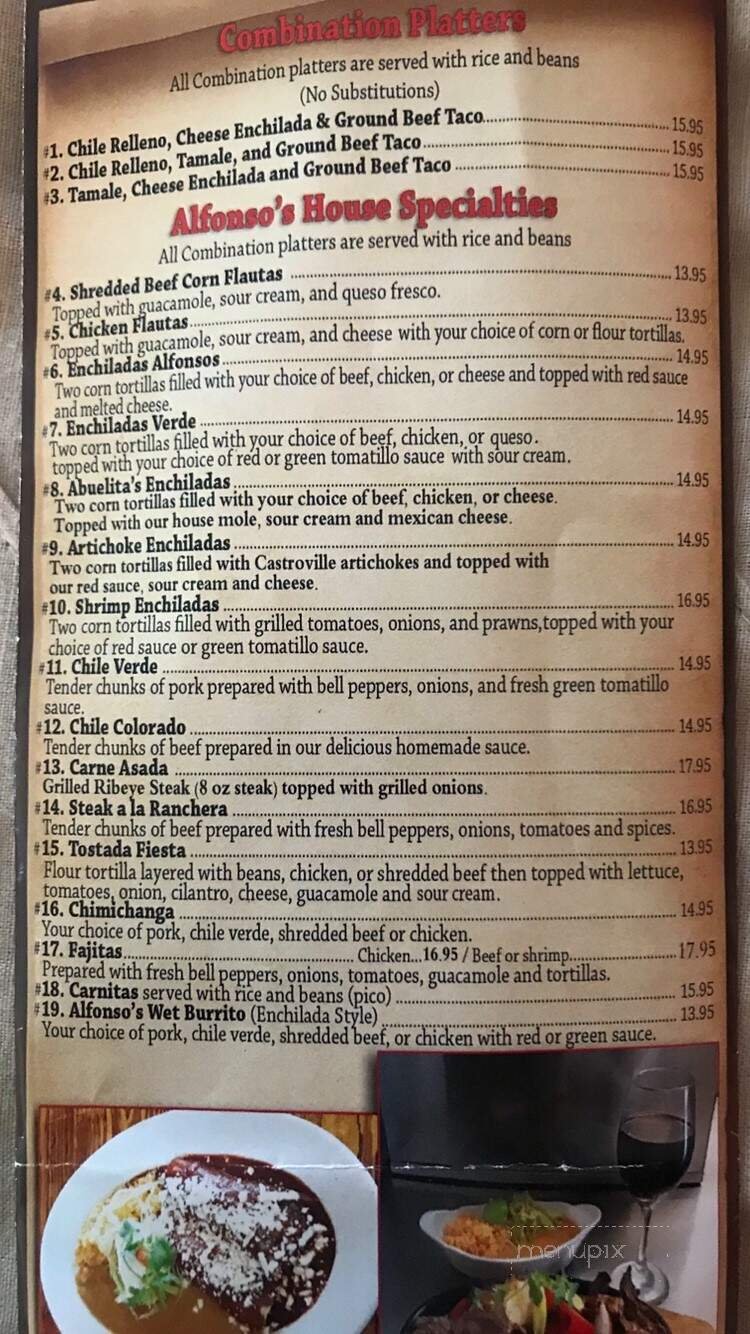 Combination Platters
All Combination platters are served with rice and beans
(No Substitutions)
#1. Chile Relleno, Cheese Enchilada & Ground Beef Taco 15.95
#2. Chile Relleno, Tamale, and Ground Beef Taco 15.95
#3. Tamale, Cheese Enchilada and Ground Beef Taco 15.95
Alfonso's House Specialties
All Combination platters are served with rice and beans
#4. Shredded Beef Corn Flautas 13.95
Topped with guacamole, sour cream, and queso fresco.
#5. Chicken Flautas 13.95
Topped with guacamole, sour cream, and cheese with your choice of corn or flour tortillas.
#6. Enchiladas Alfonsos 14.95
Two corn tortillas filled with your choice of beef, chicken, or cheese and topped with red sauce
and melted cheese.
#7. Enchiladas Verde 14.95
Two corn tortillas filled with your choice of beef, chicken, or queso.
topped with your choice of red or green tomatillo sauce with sour cream.
#8. Abuelita's Enchiladas 14.95
Two corn tortillas filled with your choice of beef, chicken, or cheese.
Topped with our house mole, sour cream and mexican cheese.
#9. Artichoke Enchiladas 14.95
Two corn tortillas filled with Castroville artichokes and topped with
our red sauce, sour cream and cheese.
#10. Shrimp Enchiladas 16.95
Two corn tortillas filled with grilled tomatoes, onions, and prawns,topped with your
choice of red sauce or green tomatillo sauce.
#11. Chile Verde 14.95
Tender chunks of pork prepared with bell peppers, onions, and fresh green tomatillo
sauce.
#12. Chile Colorado 14.95
Tender chunks of beef prepared in our delicious homemade sauce.
#13. Carne Asada 17.95
Grilled Ribeye Steak (8 oz steak) topped with grilled onions.
#14. Steak a la Ranchera 16.95
Tender chunks of beef prepared with fresh bell peppers, onions, tomatoes and spices.
#15. Tostada Fiesta 13.95
Flour tortilla layered with beans, chicken, or shredded beef then topped with lettuce,
tomatoes, onion, cilantro, cheese, guacamole and sour cream.
#16. Chimichanga 14.95
Your choice of pork, chile verde, shredded beef or chicken.
#17. Fajitas Chicken...16.95 / Beef or shrimp 17.95
Prepared with fresh bell peppers, onions, tomatoes, guacamole and tortillas.
#18. Carnitas served with rice and beans (pico) 15.95
#19. Alfonso's Wet Burrito (Enchilada Style) 13.95
Your choice of pork, chile verde, shredded beef, or chicken with red or green sauce.
menupix